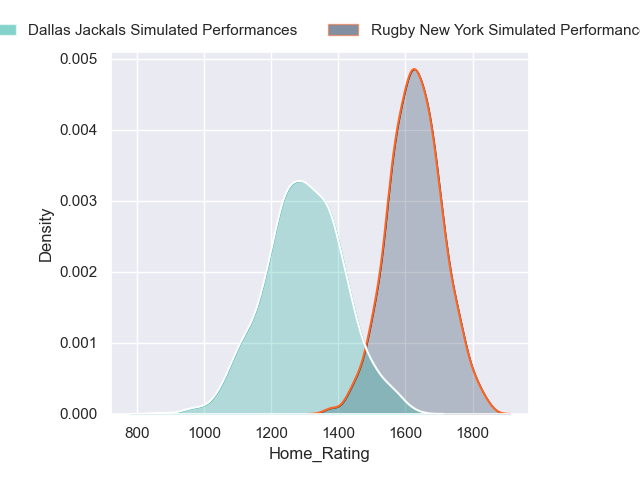 Dallas Jackals Simulated Performances
Rugby New York Simulated
0.005
0.004
0.003
0.002
0.001
0.000
Density
800 1000 1200 1400 1600 1800
Home_Rating